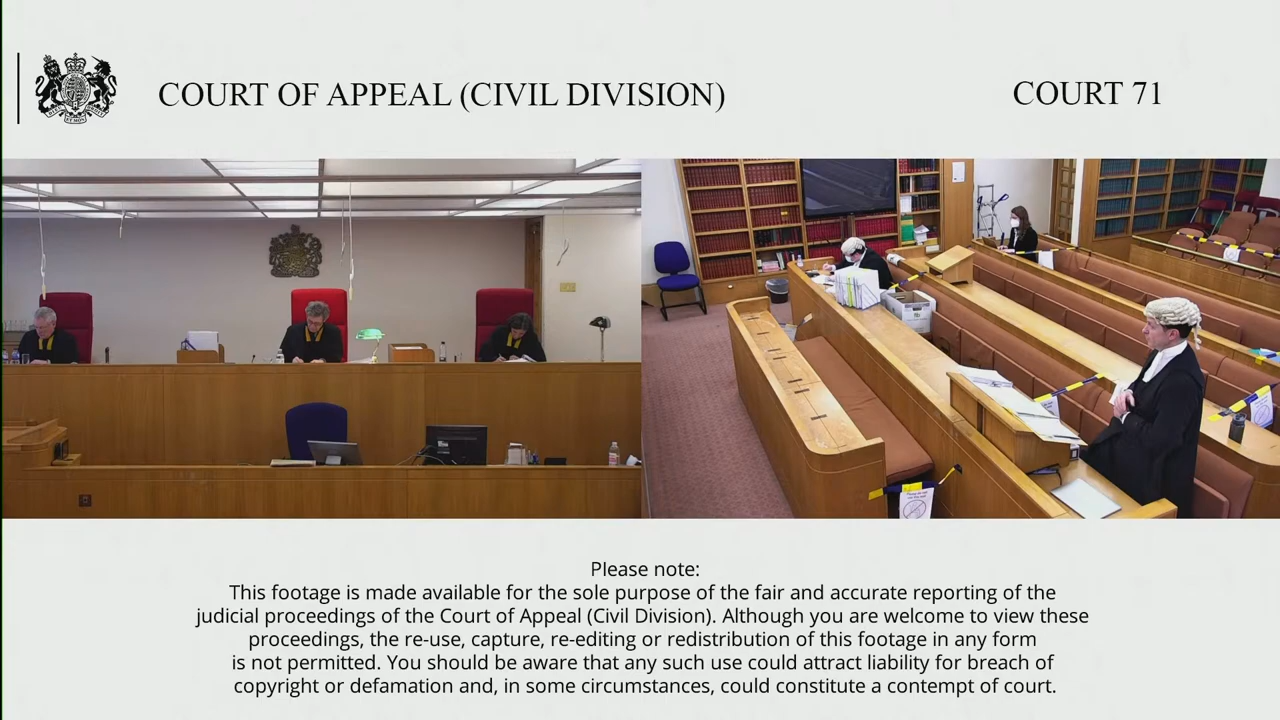 COURT OF APPEAL (CIVIL DIVISION)
COURT 71
Please note:
This footage is made available for the sole purpose of the fair and accurate reporting of the
judicial proceedings of the Court of Appeal (Civil Division). Although you are welcome to view these
proceedings, the re-use, capture, re-editing or redistribution of this footage in any form
is not permitted. You should be aware that any such use could attract liability for breach of
copyright or defamation and, in some circumstances, could constitute a contempt of court.